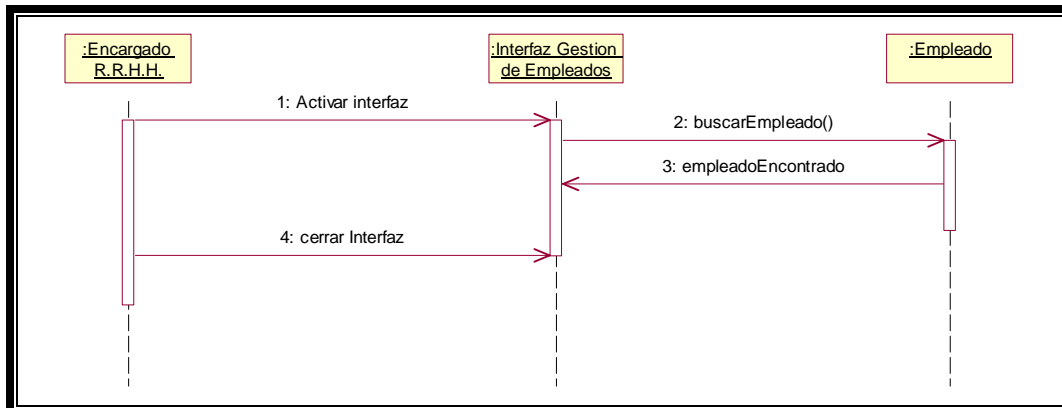 :Encargado
R.R.H.H.
:Interfaz Gestion
de Empleados
:Empleado
1: Activar interfaz
2: buscarEmpleado()
3: empleadoEncontrado
4: cerrar Interfaz